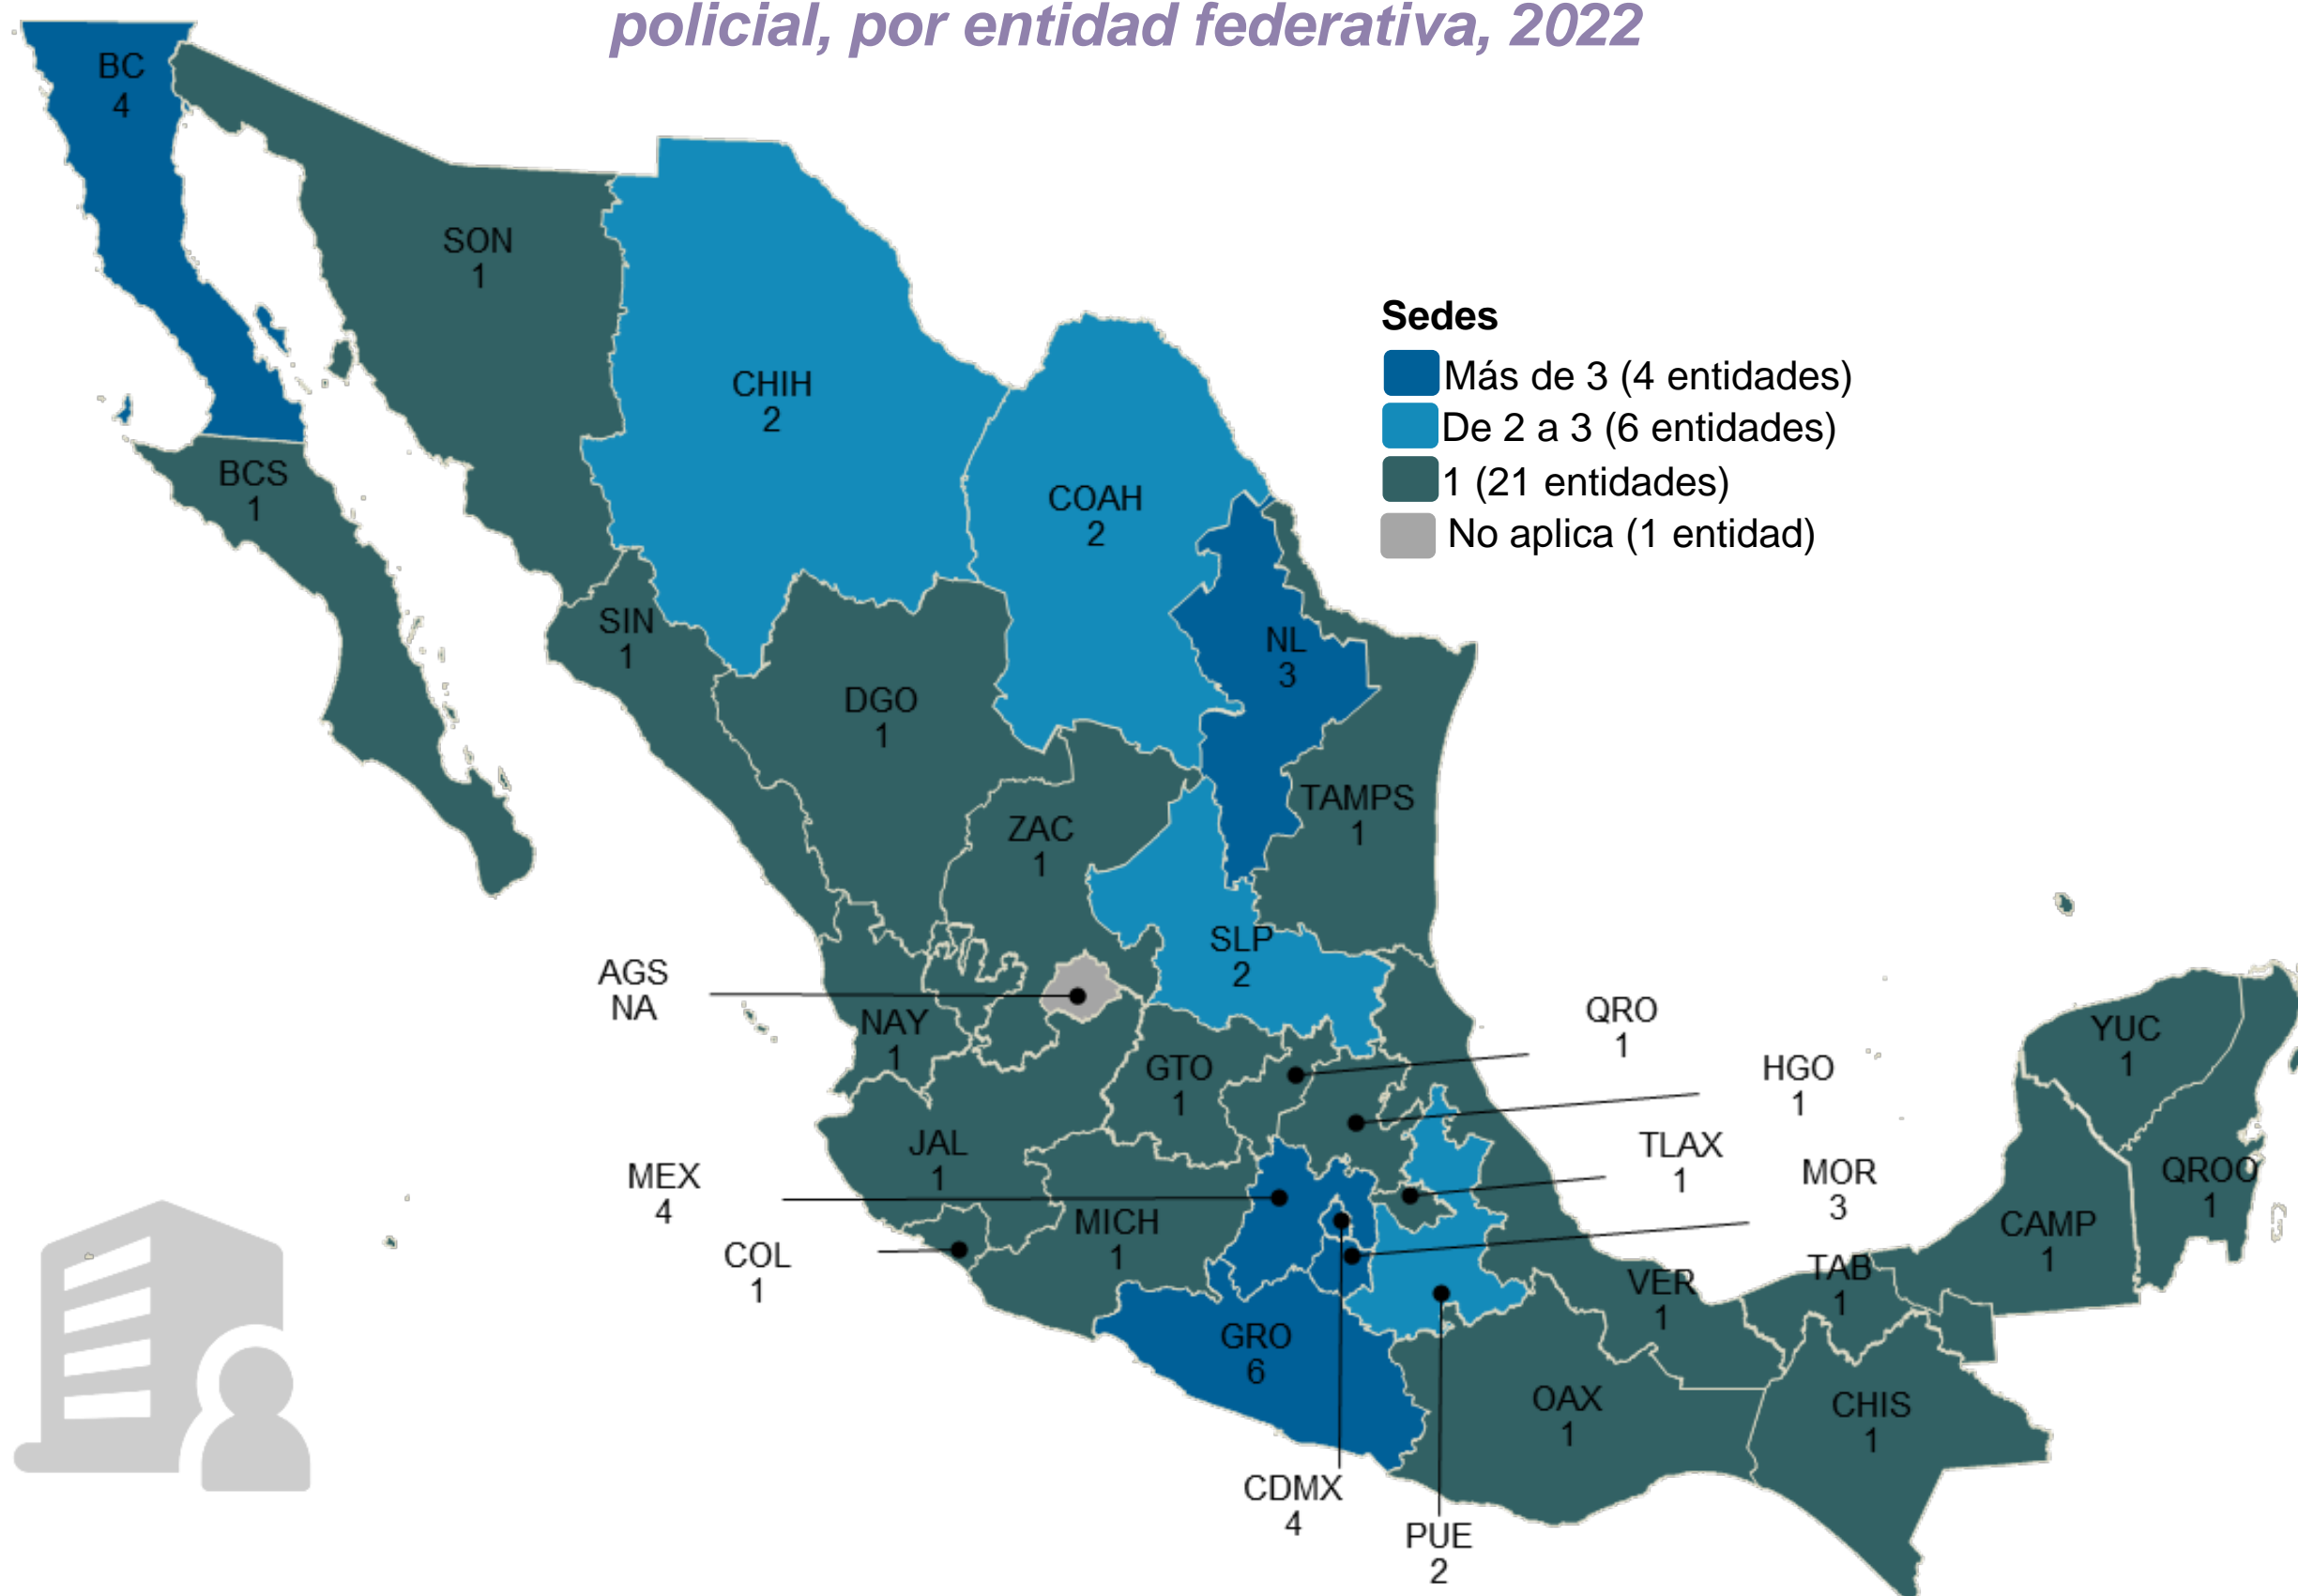 policial, por entidad federativa, 2022
BC
4
SON
1
CHIH
2
Sedes
Más de 3 (4 entidades)
De 2 a 3 (6 entidades)
1 (21 entidades)
No aplica (1 entidad)
BCS
1
COAH
2
SIN
1
NL
3
DGO
1
TAMPS
1
ZAC
1
SLP
2
AGS
NA
NAY
1
QRO
1
GTO
1
HGO
1
YUC
1
JAL
1
TLAX
1
MEX
4
MOR
3
QROO
1
MICH
1
CAMP
1
COL
1
VER
1
TAB
1
GRO
6
OAX
1
CHIS
1
CDMX
4
PUE
2